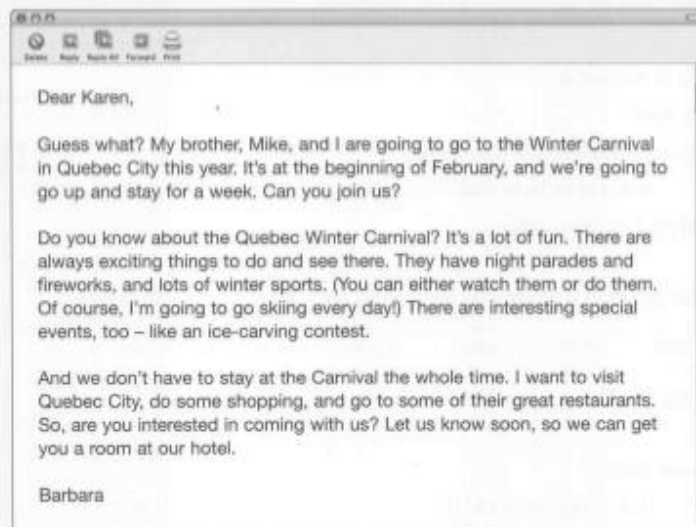 Delete Reply Reply All Forward Print
Dear Karen,
Guess what? My brother, Mike, and I are going to go to the Winter Carnival
in Quebec City this year. It's at the beginning of February, and we're going to
go up and stay for a week. Can you join us?
Do you know about the Quebec Winter Carnival? It's a lot of fun. There are
always exciting things to do and see there. They have night parades and
fireworks, and lots of winter sports. (You can either watch them or do them.
Of course, I'm going to go skiing every day!) There are interesting special
events, too – like an ice-carving contest.
And we don't have to stay at the Carnival the whole time. I want to visit
Quebec City, do some shopping, and go to some of their great restaurants.
So, are you interested in coming with us? Let us know soon, so we can get
you a room at our hotel.
Barbara